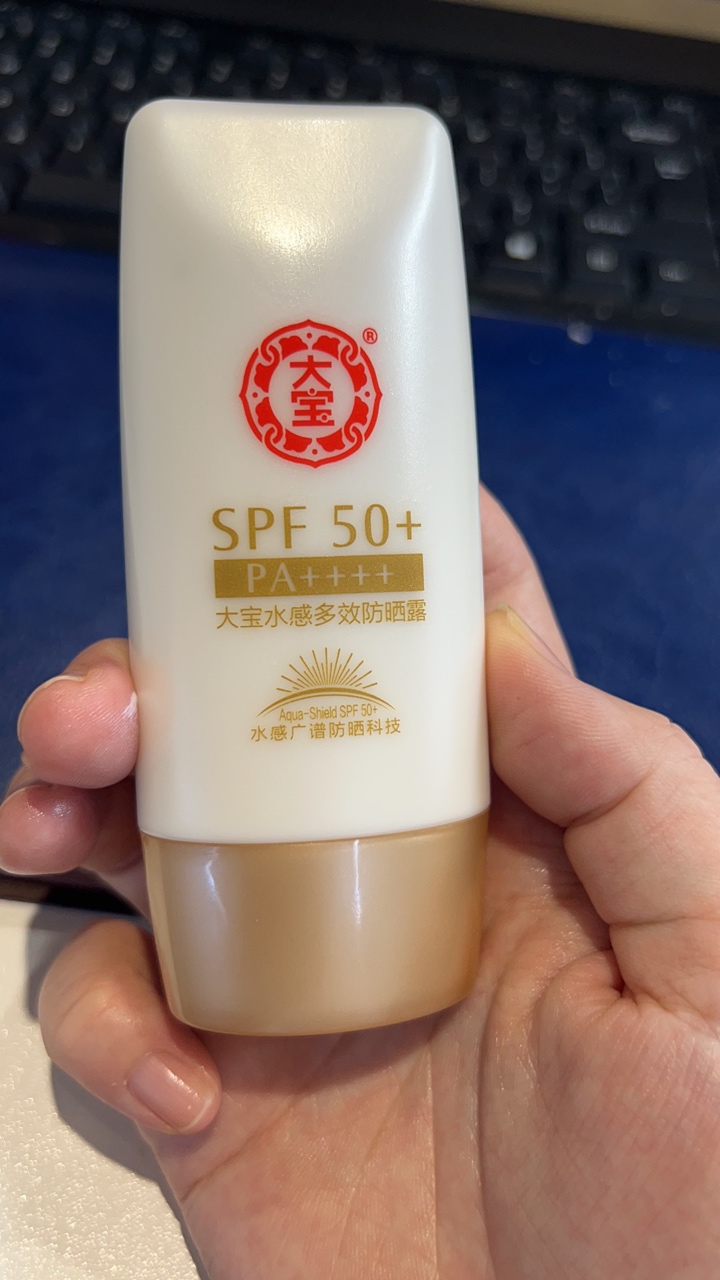 大宝
®
SPF 50+
PA++++
大宝水感多效防晒露
Aqua-Shield SPF 50+
水感广谱防晒科技